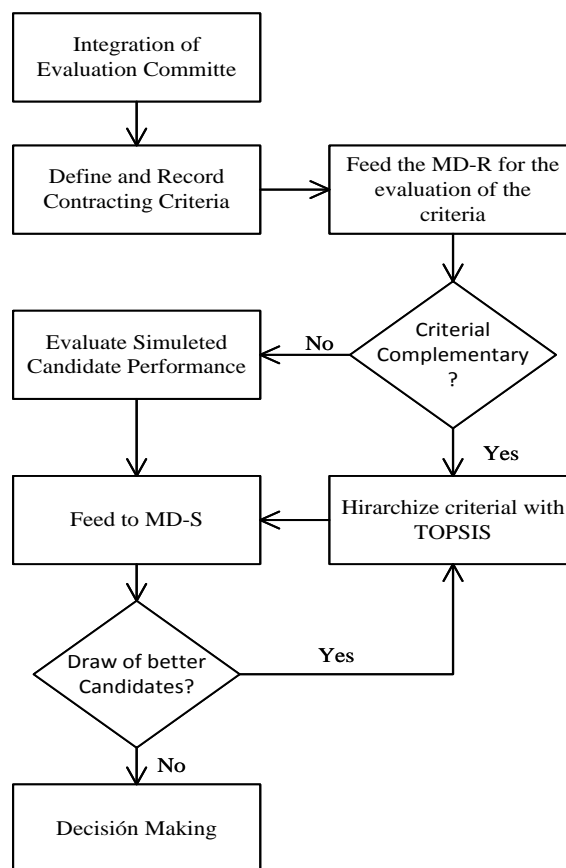 Integration of
Evaluation Committe
Define and Record
Contracting Criteria
Feed the MD-R for the
evaluation of the
criteria
Criterial
Complementary
?
No
Yes
Evaluate Simuleted
Candidate Performance
Hirarchize criterial with
TOPSIS
Feed to MD-S
Draw of better
Candidates?
Yes
No
Decisión Making